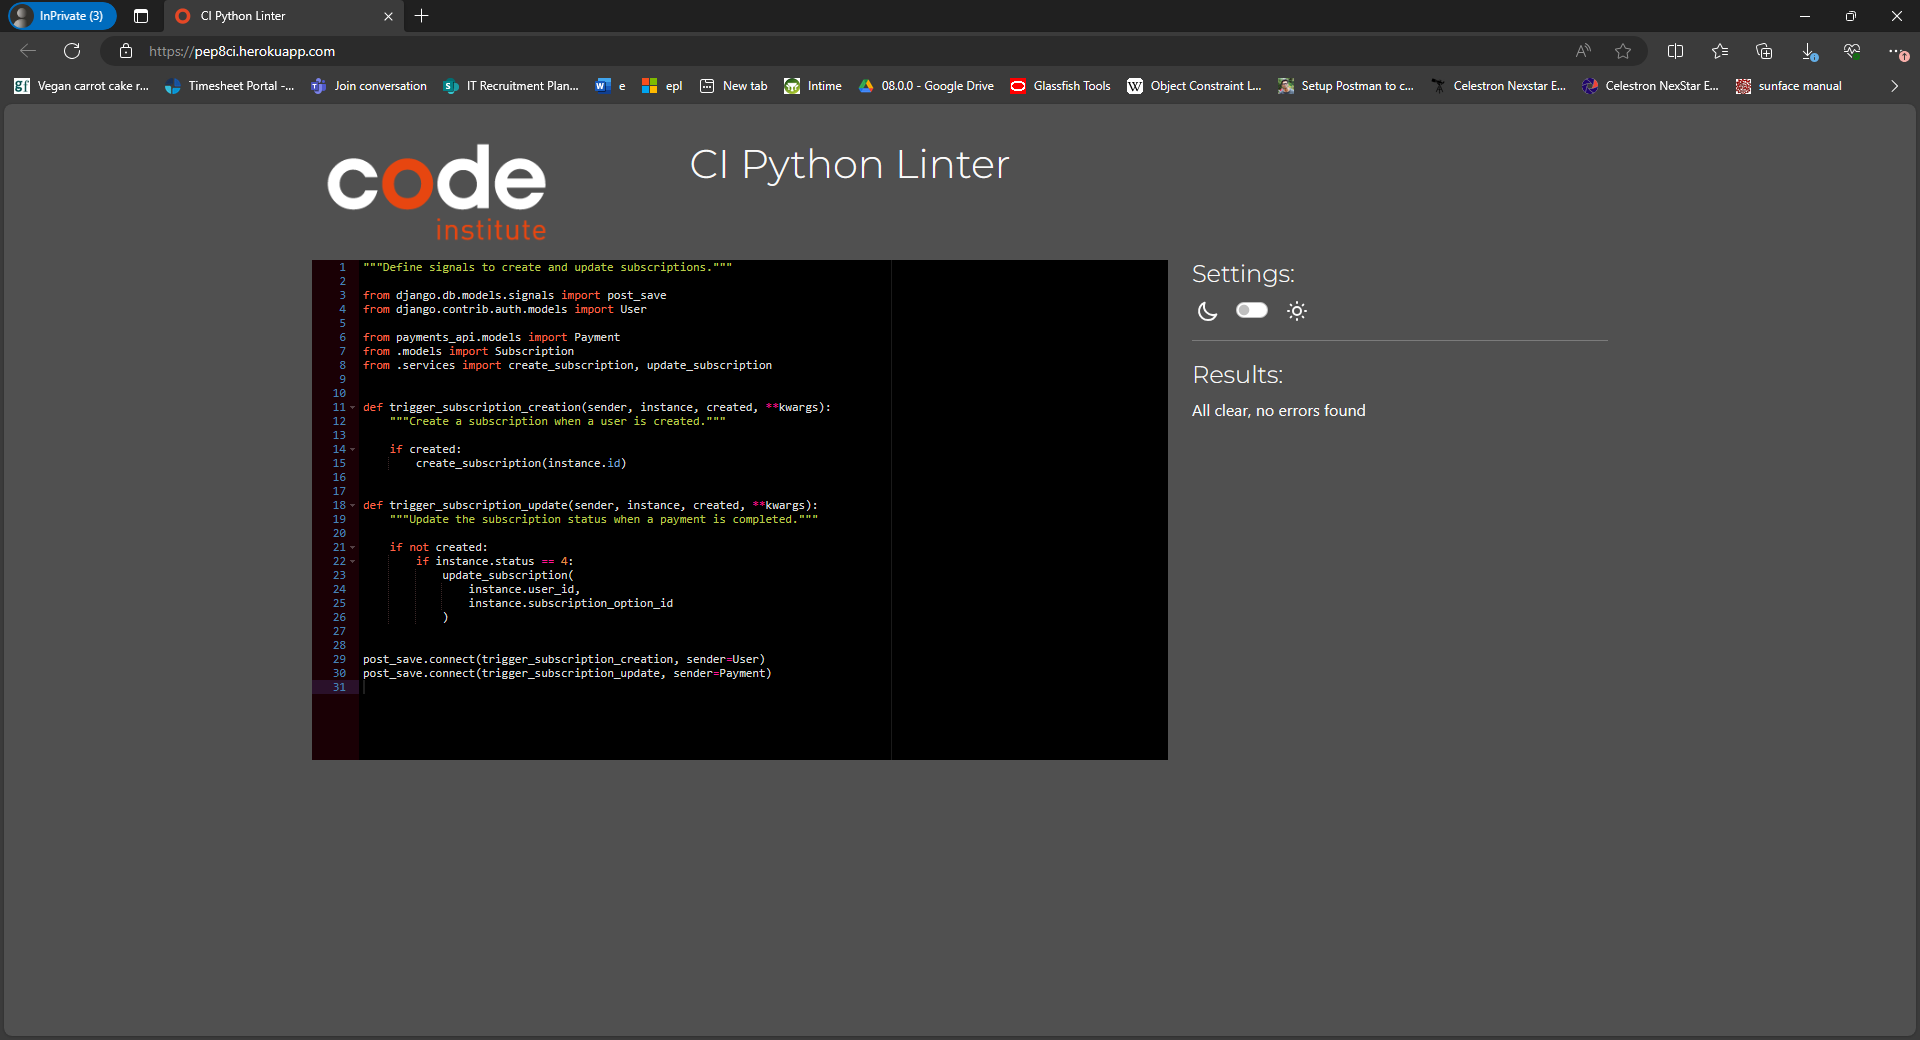 InPrivate (3)
CI Python Linter
https://pep8ci.herokuapp.com
gf Vegan carrot cake r... Timesheet Portal -... Join conversation IT Recruitment Plan... e epl New tab Intime 08.0.0 - Google Drive Glassfish Tools W Object Constraint L... Setup Postman to c... Celestron Nexstar E... Celestron NexStar E... sunface manual
code
institute
CI Python Linter
1 """Define signals to create and update subscriptions."""
2
3 from django.db.models.signals import post_save
4 from django.contrib.auth.models import User
5
6 from payments_api.models import Payment
7 from .models import Subscription
8 from .services import create_subscription, update_subscription
9
10
11 def trigger_subscription_creation(sender, instance, created, **kwargs):
12     """Create a subscription when a user is created."""
13
14     if created:
15         create_subscription(instance.id)
16
17
18 def trigger_subscription_update(sender, instance, created, **kwargs):
19     """Update the subscription status when a payment is completed."""
20
21     if not created:
22         if instance.status == 4:
23             update_subscription(
24                 instance.user_id,
25                 instance.subscription_option_id
26             )
27
28
29 post_save.connect(trigger_subscription_creation, sender=User)
30 post_save.connect(trigger_subscription_update, sender=Payment)
31
Settings:
Results:
All clear, no errors found